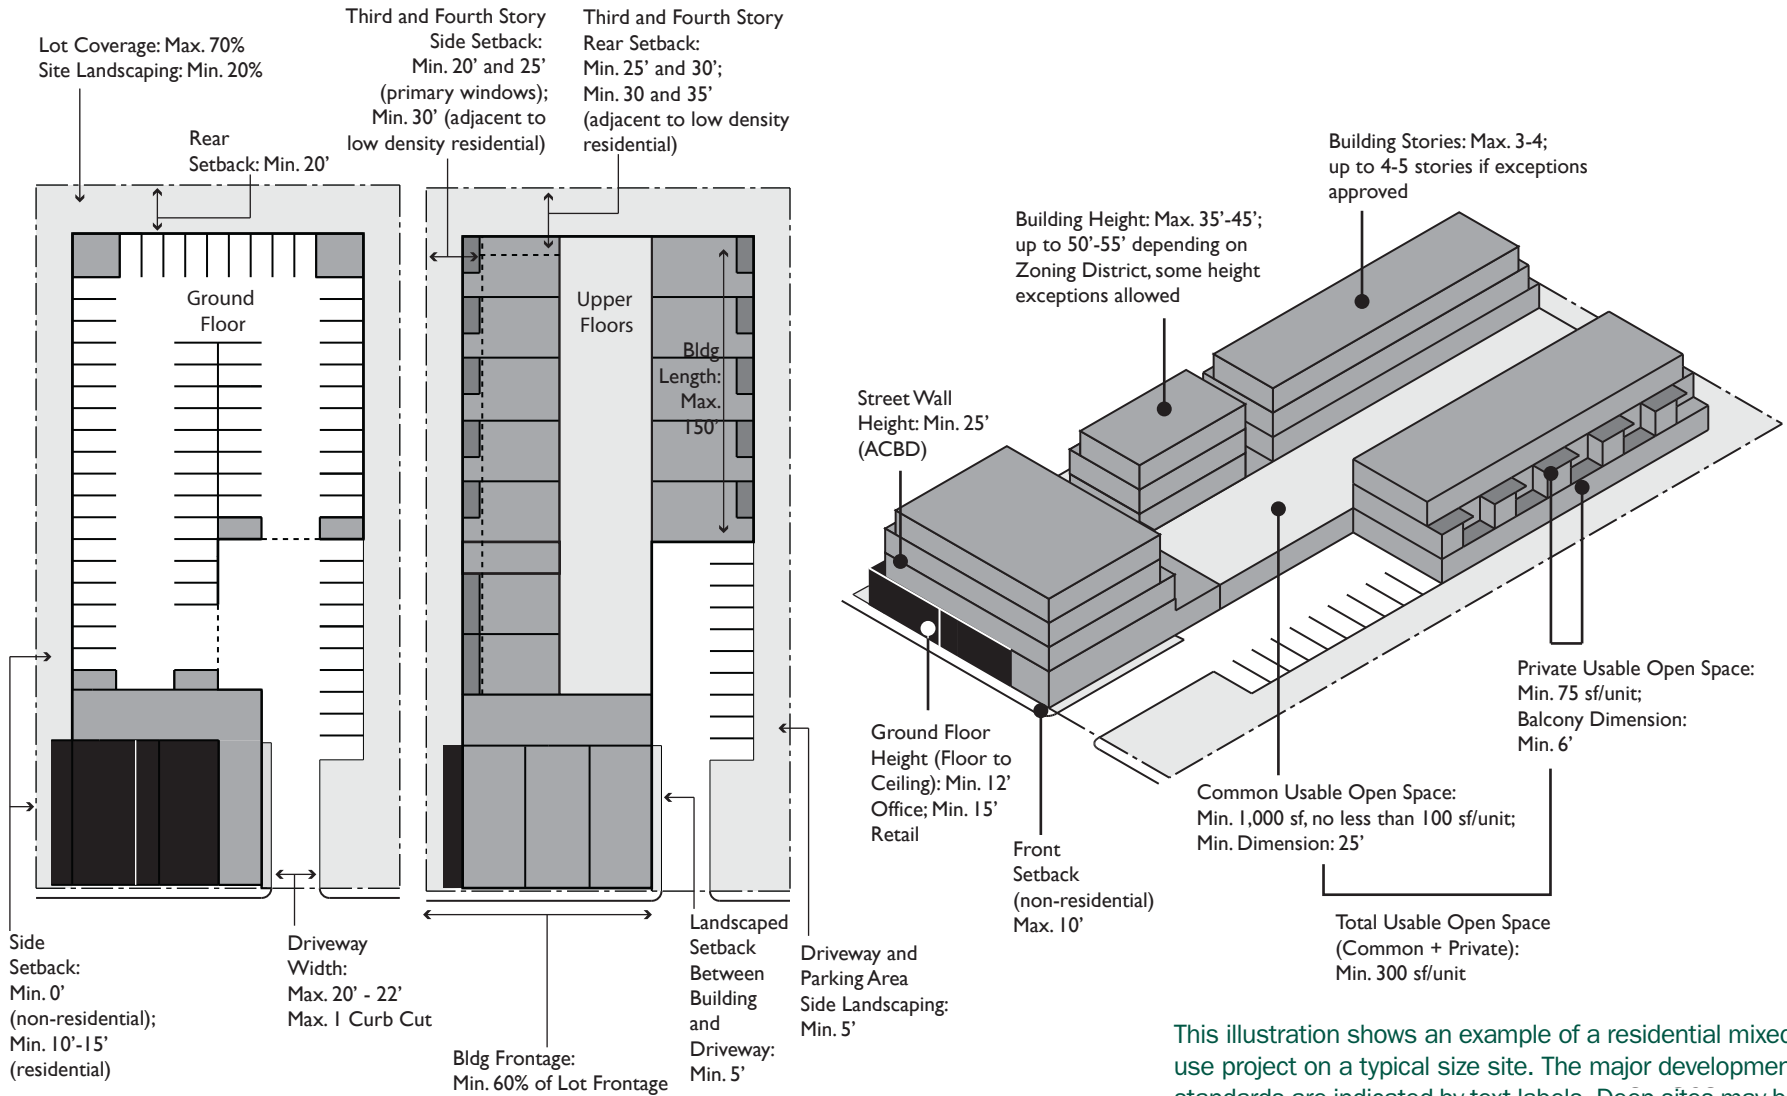 Lot Coverage: Max. 70%
Site Landscaping: Min. 20%
Rear
Setback: Min. 20’
Third and Fourth Story
Side Setback:
Min. 20’ and 25’
(primary windows);
Min. 30’ (adjacent to
low density residential)
Third and Fourth Story
Rear Setback:
Min. 25’ and 30’;
Min. 30 and 35’
(adjacent to low density
residential)
Ground
Floor
Upper
Floors
Bldg
Length:
Max.
150’
Building Stories: Max. 3-4;
up to 4-5 stories if exceptions
approved
Building Height: Max. 35’-45’;
up to 50’-55’ depending on
Zoning District, some height
exceptions allowed
Street Wall
Height: Min. 25’
(ACBD)
Ground Floor
Height (Floor to
Ceiling): Min. 12’
Office; Min. 15’
Retail
Front
Setback
(non-residential)
Max. 10’
Private Usable Open Space:
Min. 75 sf/unit;
Balcony Dimension:
Min. 6’
Common Usable Open Space:
Min. 1,000 sf, no less than 100 sf/unit;
Min. Dimension: 25’
Total Usable Open Space
(Common + Private):
Min. 300 sf/unit
Side
Setback:
Min. 0’
(non-residential);
Min. 10’-15’
(residential)
Driveway
Width:
Max. 20’ - 22’
Max. 1 Curb Cut
Bldg Frontage:
Min. 60% of Lot Frontage
Landscaped
Setback
Between
Building
and
Driveway:
Min. 5’
Driveway and
Parking Area
Side Landscaping:
Min. 5’
This illustration shows an example of a residential mixed
use project on a typical size site. The major developmen
standards are indicated by text labels. Deep sites may b